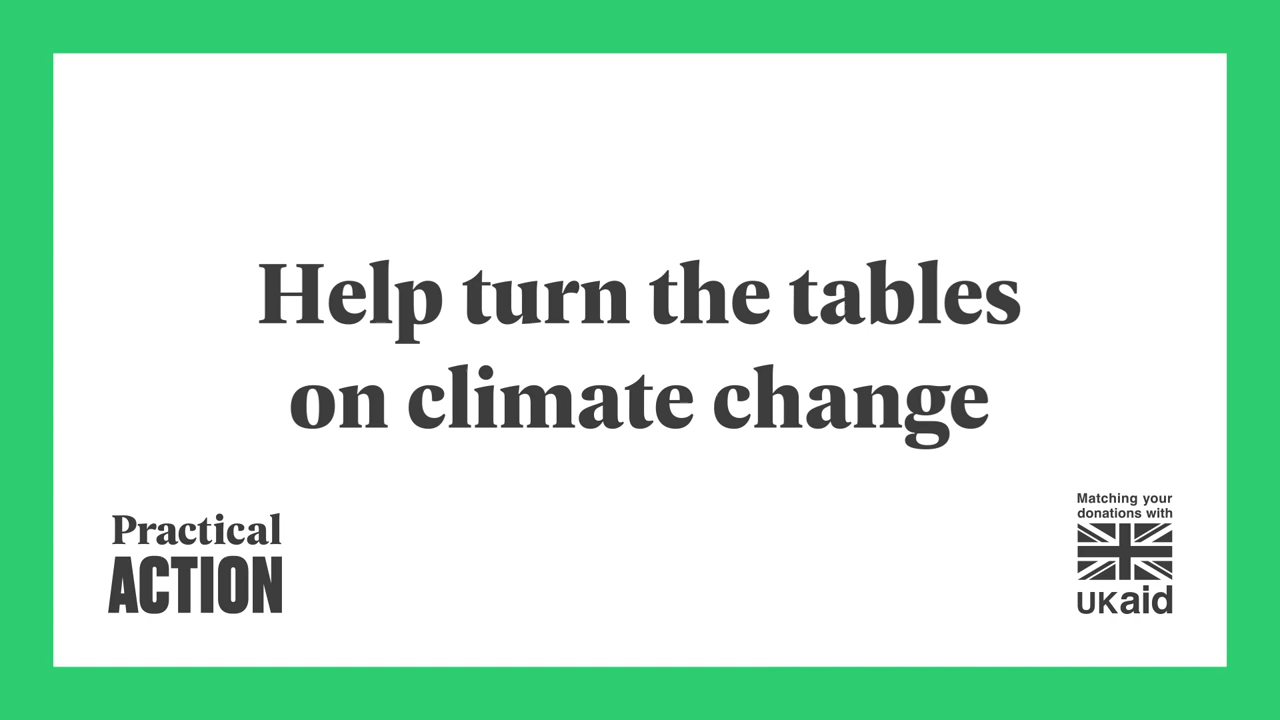 Help turn the tables
on climate change
Practical
ACTION
Matching your
donations with
UKaid